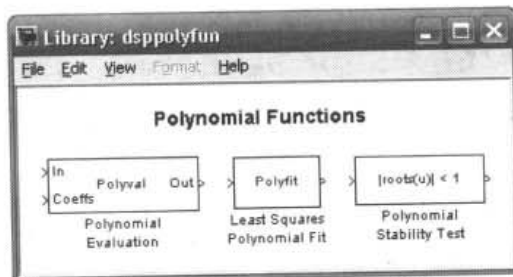 Library: dsppolyfun
File Edit View Format Help
Polynomial Functions
In
Polyval
Out
Coeffs
Polynomial
Evaluation
Polyfit
Least Squares
Polynomial Fit
|roots(u)| < 1
Polynomial
Stability Test